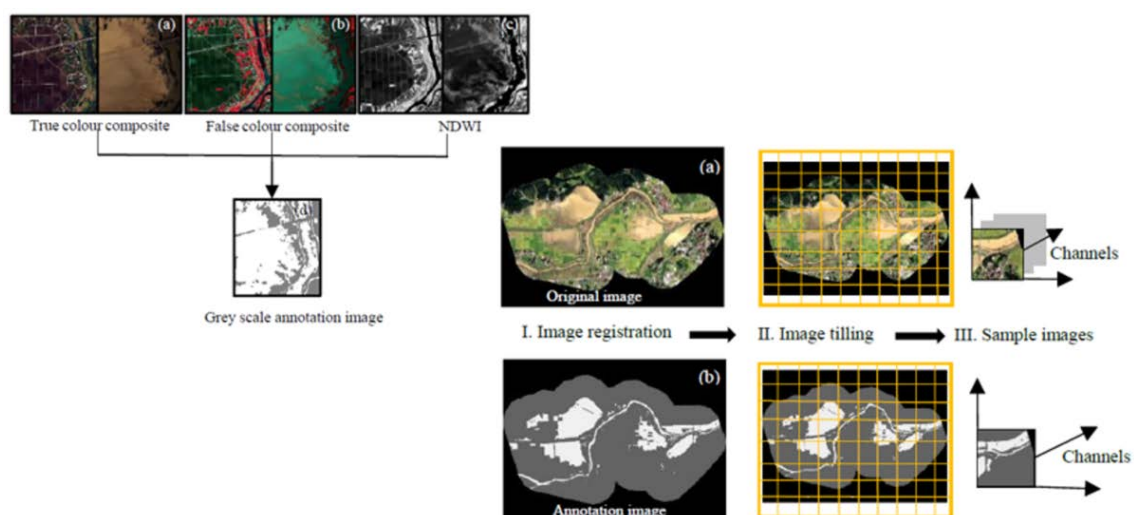 (a)
(b)
(c)
True colour composite
False colour composite
NDWI
(d)
Grey scale annotation image
(a)
Original image
Channels
I. Image registration
II. Image tilling
III. Sample images
(b)
Annotation image
Channels